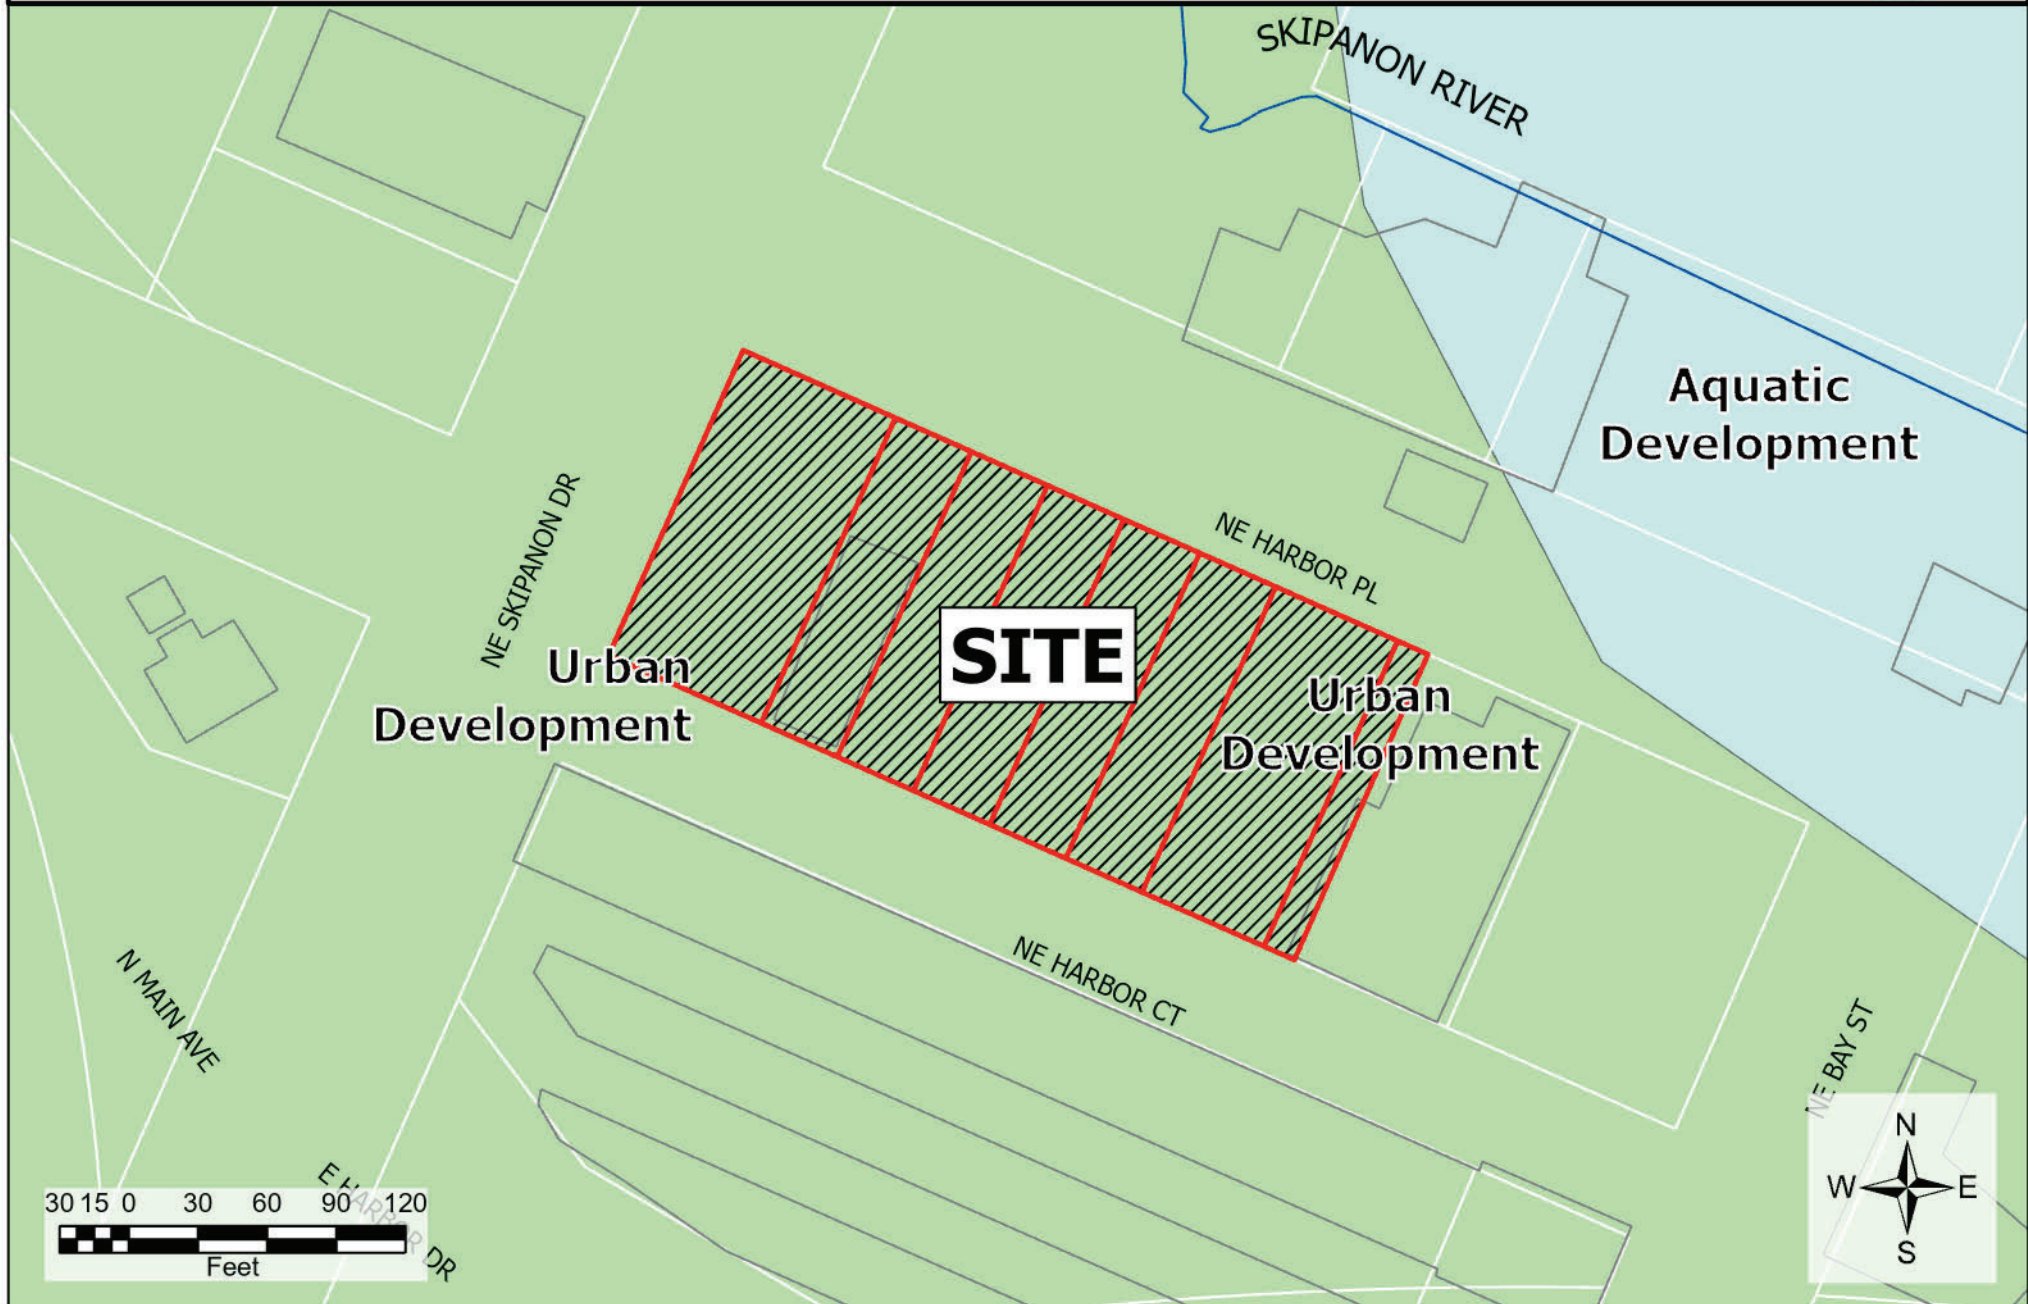 SKIPANON RIVER
Aquatic
Development
NE SKIPANON DR
NE HARBOR PL
SITE
Urban
Development
Urban
Development
NE HARBOR CT
N MAIN AVE
NE BAY ST
E HARBOR DR
30 15 0 30 60 90 120
Feet
N
W E
S